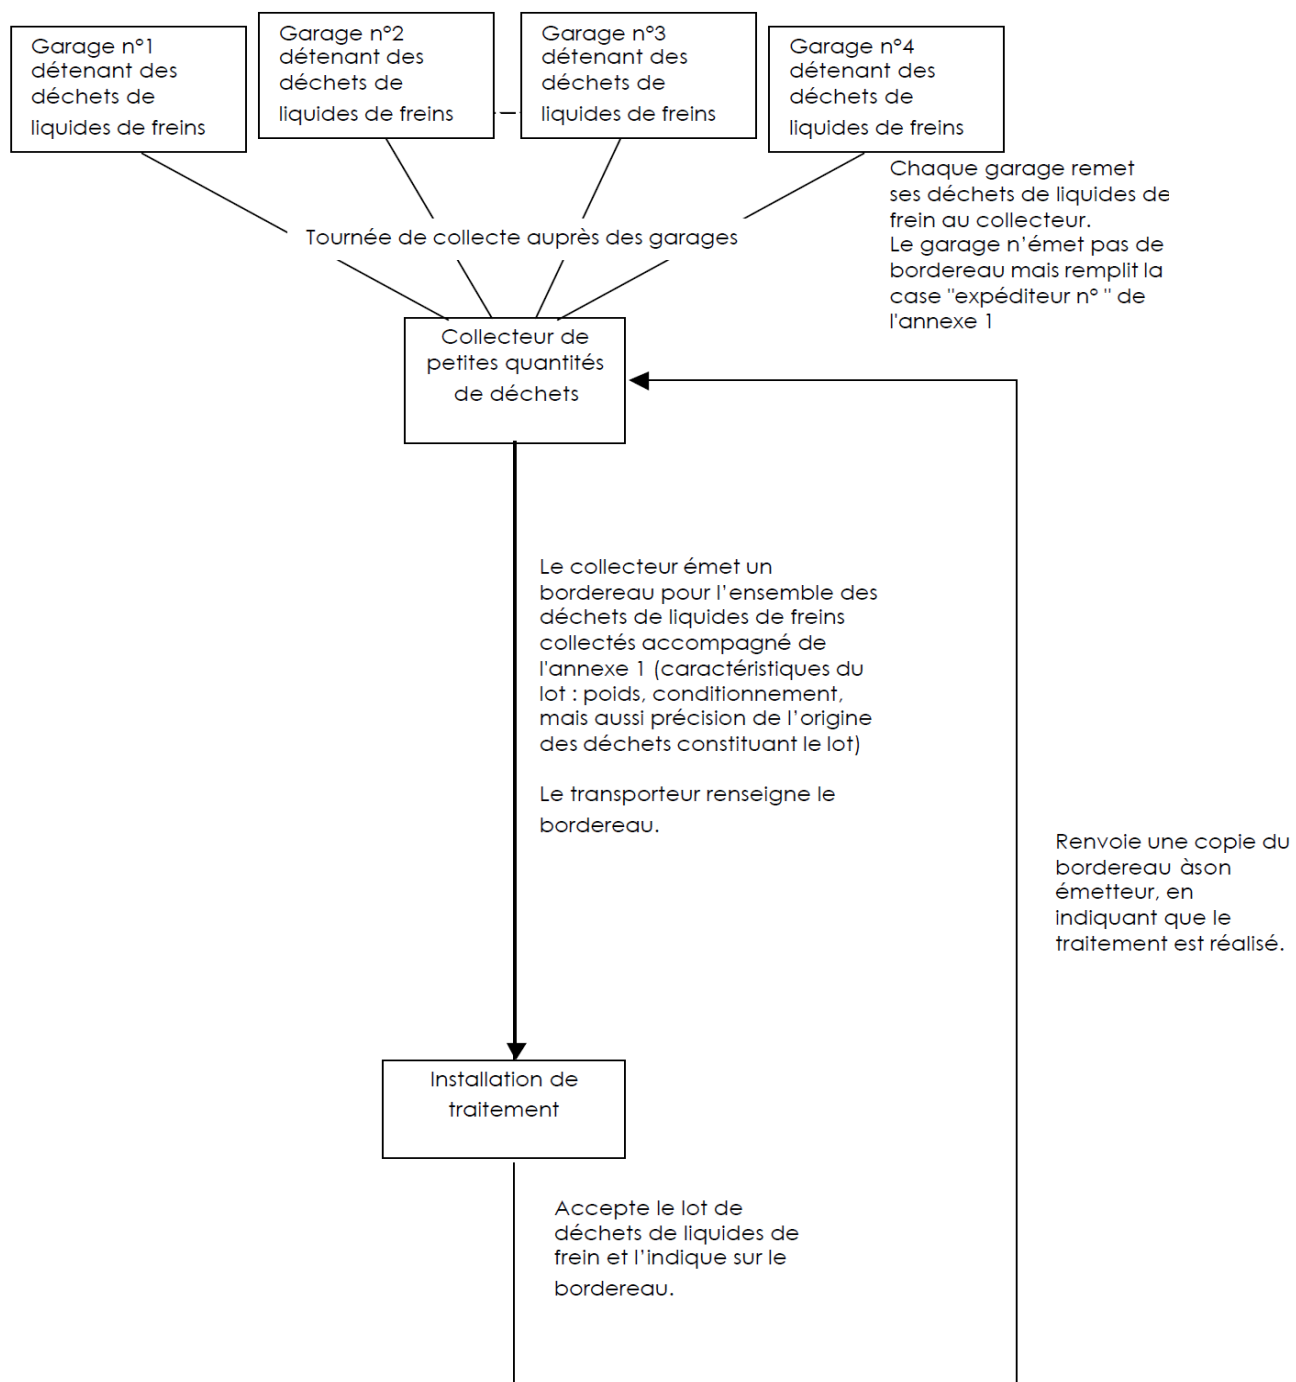 Garage n°1
détenant des
déchets de
liquides de freins
Garage n°2
détenant des
déchets de
liquides de freins
Garage n°3
détenant des
déchets de
liquides de freins
Garage n°4
détenant des
déchets de
liquides de freins
Chaque garage remet
ses déchets de liquides de
frein au collecteur.
Le garage n’émet pas de
bordereau mais remplit la
case "expéditeur n° " de
l'annexe 1
Tournée de collecte auprès des garages
Collecteur de
petites quantités
de déchets
Le collecteur émet un
bordereau pour l’ensemble des
déchets de liquides de freins
collectés accompagné de
l'annexe 1 (caractéristiques du
lot : poids, conditionnement,
mais aussi précision de l’origine
des déchets constituant le lot)
Le transporteur renseigne le
bordereau.
Renvoie une copie du
bordereau àson
émetteur, en
indiquant que le
traitement est réalisé.
Installation de
traitement
Accepte le lot de
déchets de liquides de
frein et l’indique sur le
bordereau.